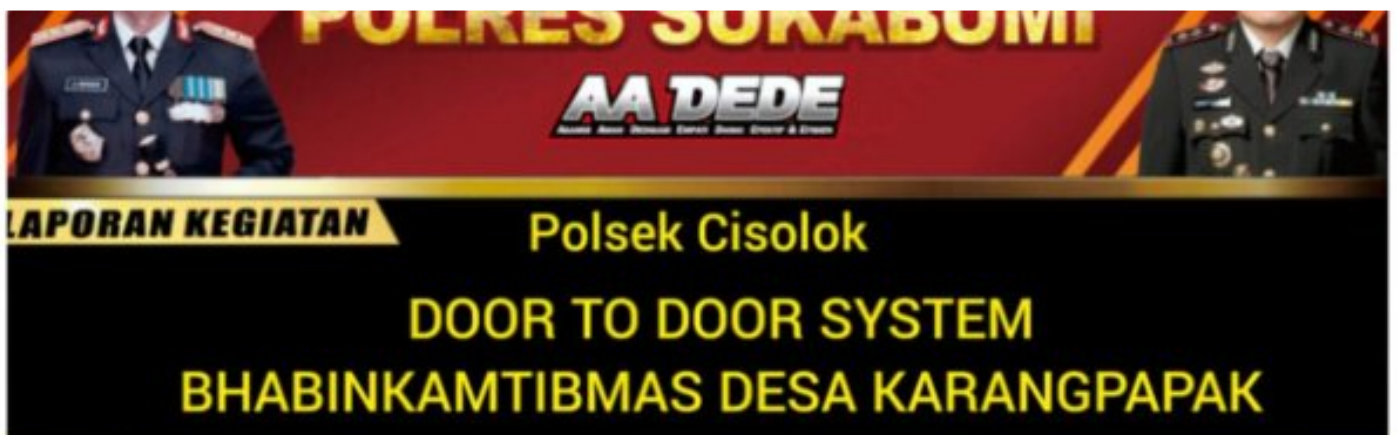 POLRES SUKABUMI
AA DEDE
LAPORAN KEGIATAN
Polsek Cisolok
DOOR TO DOOR SYSTEM
BHABINKAMTIBMAS DESA KARANGPAPAK